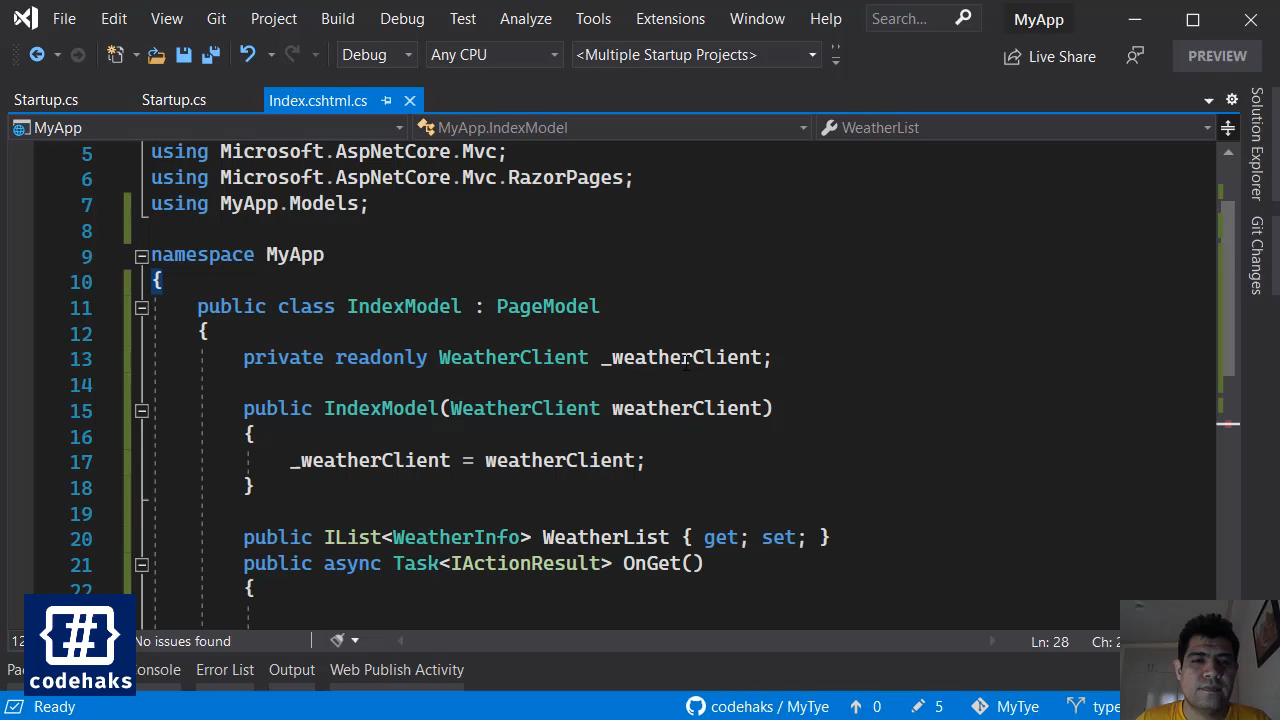 File Edit View Git Project Build Debug Test Analyze Tools Extensions Window Help Search... MyApp
Debug Any CPU <Multiple Startup Projects> Live Share PREVIEW
Startup.cs Startup.cs Index.cshtml.cs
MyApp MyApp.IndexModel WeatherList
5 using Microsoft.AspNetCore.Mvc;
6 using Microsoft.AspNetCore.Mvc.RazorPages;
7 using MyApp.Models;
8
9 namespace MyApp
10 {
11 public class IndexModel : PageModel
12 {
13 private readonly WeatherClient _weatherClient;
14
15 public IndexModel(WeatherClient weatherClient)
16 {
17 _weatherClient = weatherClient;
18 }
19
20 public IList<WeatherInfo> WeatherList { get; set; }
21 public async Task<IActionResult> OnGet()
22 {
Solution Explorer
Git Changes
No issues found Ln: 28
Error List Output Web Publish Activity
#
codehaks
Ready codehaks / MyTye 0 5 MyTye